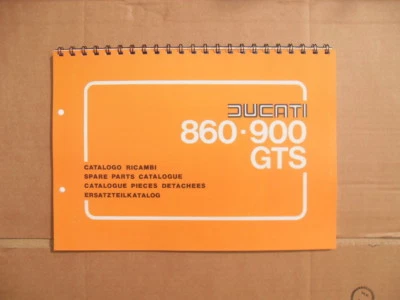 DUCATI
860·900
GTS
CATALOGO RICAMBI
SPARE PARTS CATALOGUE
CATALOGUE PIECES DETACHEES
ERSATZTEILKATALOG